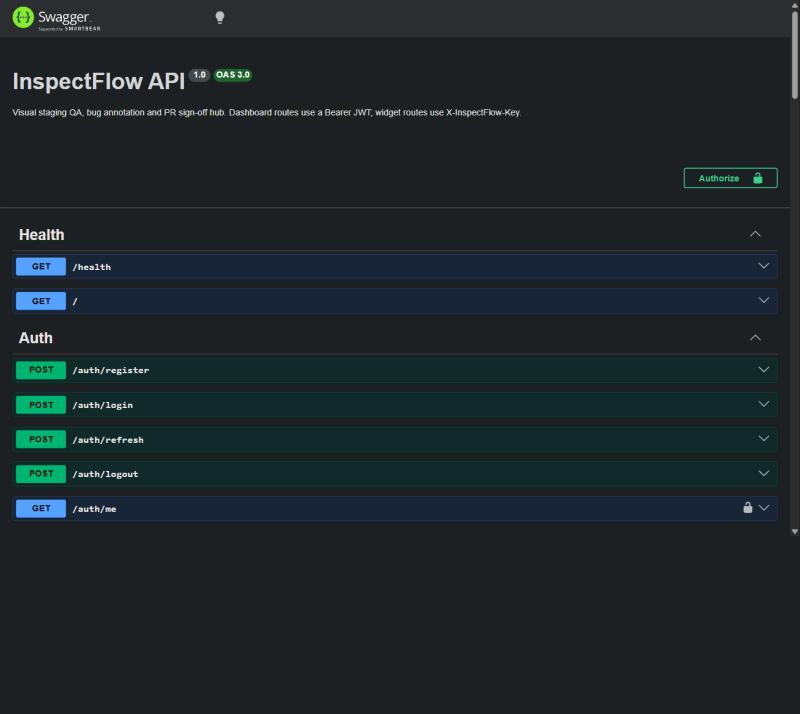 Swagger
Supported by SMARTBEAR
InspectFlow API 1.0 OAS 3.0
Visual staging QA, bug annotation and PR sign-off hub. Dashboard routes use a Bearer JWT; widget routes use X-InspectFlow-Key.
Authorize
Health
GET /health
GET /
Auth
POST /auth/register
POST /auth/login
POST /auth/refresh
POST /auth/logout
GET /auth/me